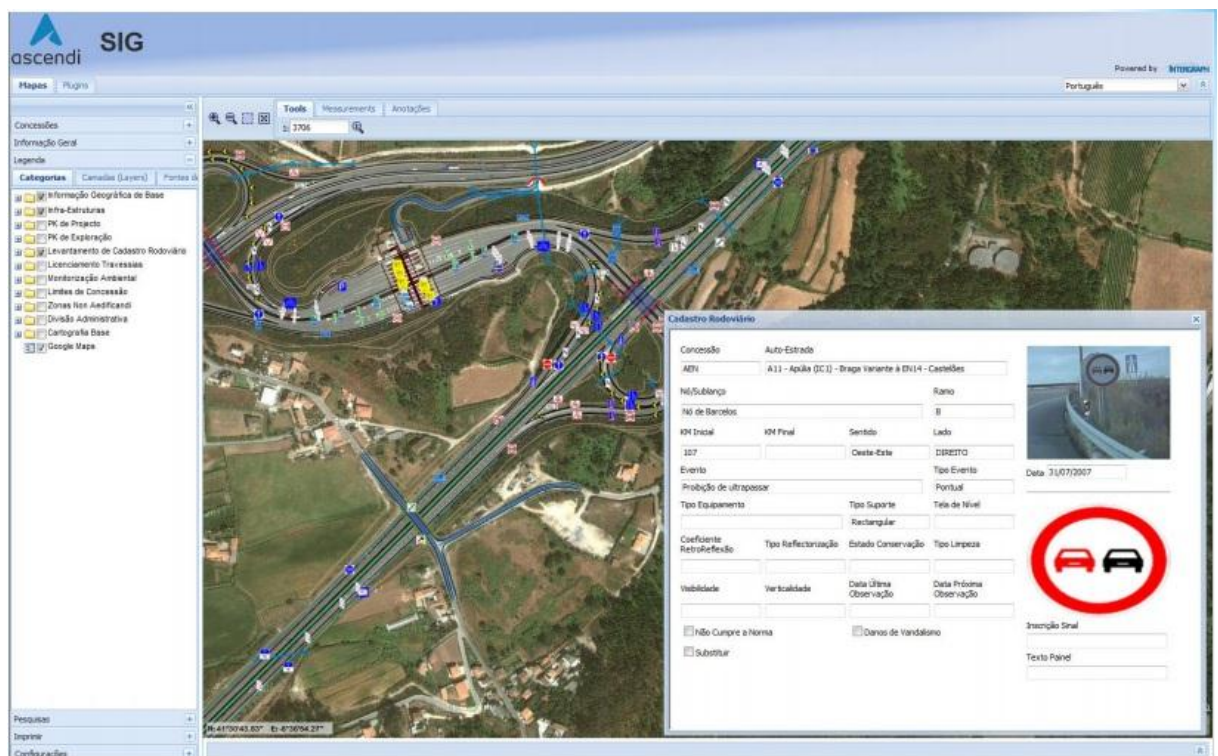 ascendi
SIG
Powered by INTERGRAPH
Mapas Plugins
Português
Concessões
Informação Geral
Legenda
Categorias Camadas (Layers) Fontes d
Informação Geográfica de Base
Infra-Estruturas
PK de Projecto
PK de Exploração
Levantamento de Cadastro Rodoviário
Licenciamento Travessias
Monitorização Ambiental
Limites de Concessão
Zonas Non Aedificandi
Divisão Administrativa
Cartografia Base
Google Maps
Pesquisas
Imprimir
Configurações
Tools Measurements Anotações
1: 3706
Cadastro Rodoviário
Concessão Auto-Estrada
AEN A11 - Apúlia (IC1) - Braga Variante à EN14 - Castelões
Nó/Sublanço Ramo
Nó de Barcelos B
KM Inicial KM Final Sentido Lado
107 Oeste-Este DIREITO
Evento Tipo Evento
Proibição de ultrapassar Pontual
Tipo Equipamento Tipo Suporte Tela de Nível
Rectangular
Coeficiente RetroReflexão Tipo Reflectorização Estado Conservação Tipo Limpeza
Visibilidade Verticalidade Data Última Observação Data Próxima Observação
Não Cumpre a Norma Danos de Vandalismo
Substituir
Data 31/07/2007
Inscrição Sinal
Texto Painel